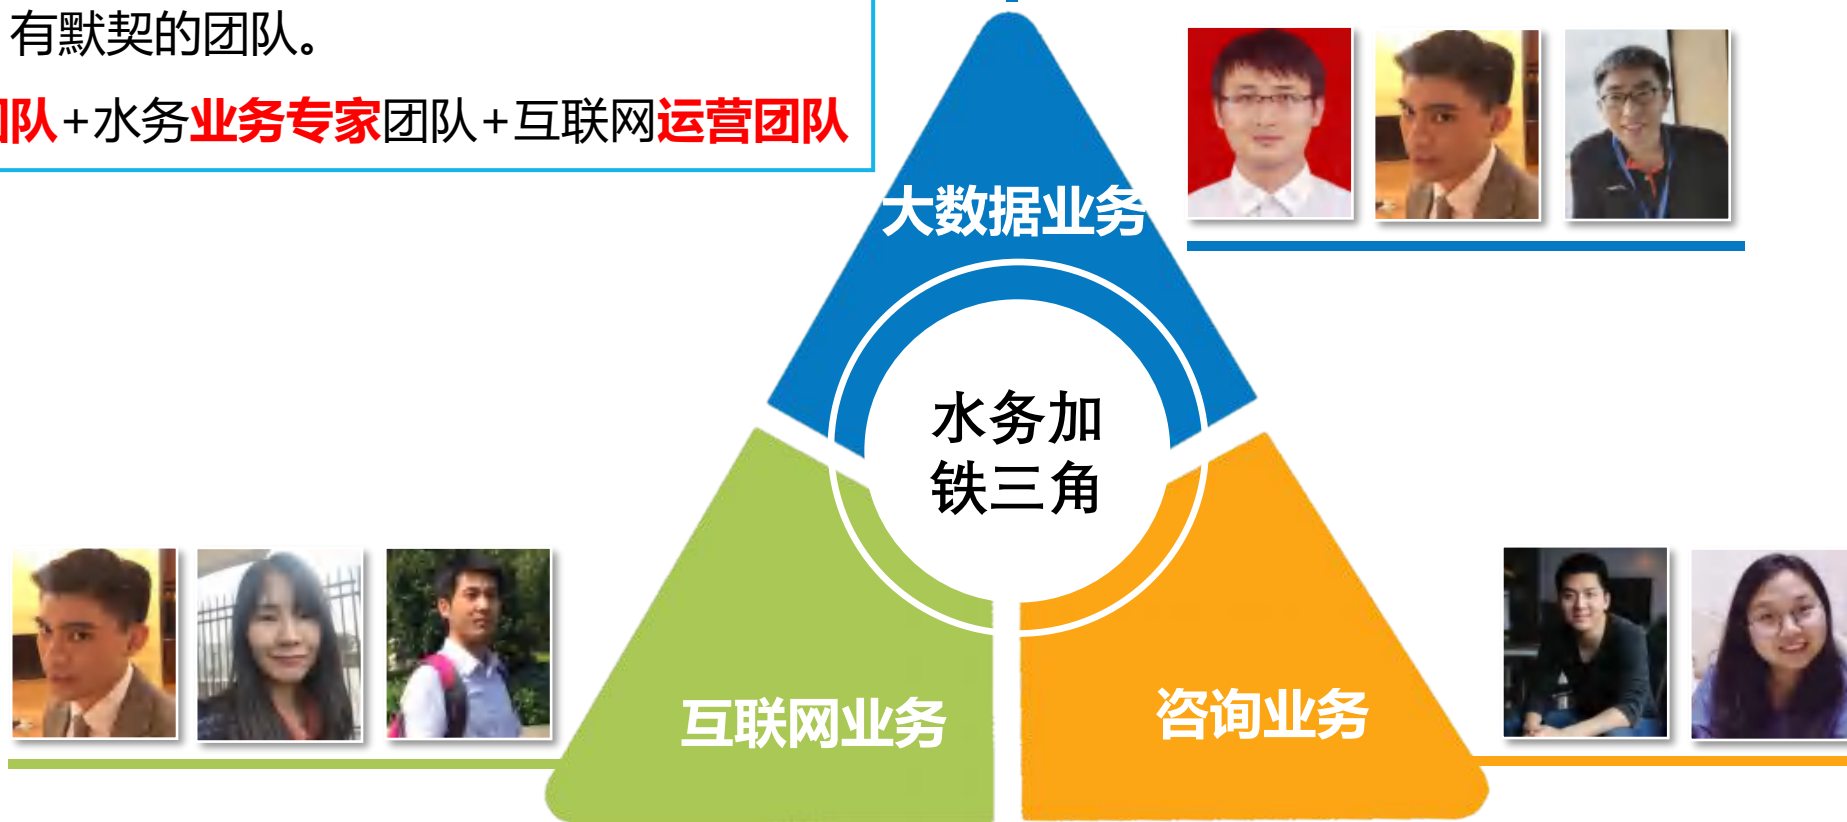 有默契的团队。
团队+水务业务专家团队+互联网运营团队
大数据业务
水务加
铁三角
互联网业务
咨询业务